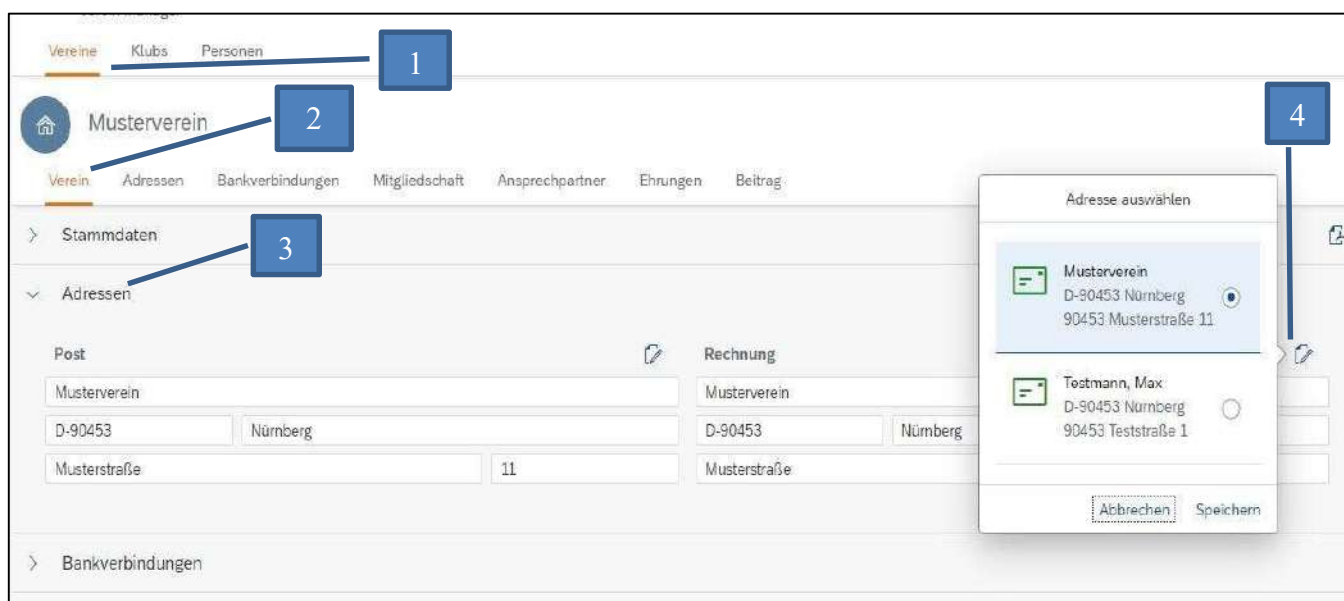 Vereine Klubs Personen
1
Musterverein
2
4
Verein Adressen Bankverbindungen Mitgliedschaft Ansprechpartner Ehrungen Beitrag
Adresse auswählen
Stammdaten
3
Adressen
Musterverein
D-90453 Nürnberg
90453 Musterstraße 11
Post
Rechnung
Musterverein
Musterverein
Testmann, Max
D-90453 Nürnberg
90453 Teststraße 1
D-90453 Nürnberg
D-90453 Nürnberg
Musterstraße 11
Musterstraße
Abbrechen Speichern
Bankverbindungen